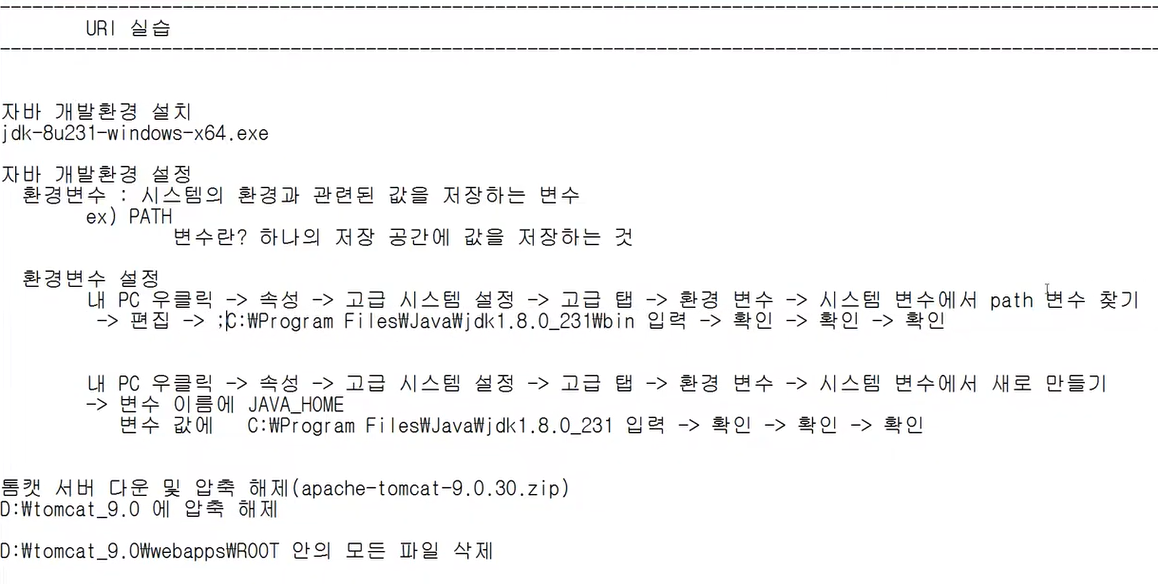 --------------------------------------------------------------------------------
URI 실습
--------------------------------------------------------------------------------
자바 개발환경 설치
jdk-8u231-windows-x64.exe
자바 개발환경 설정
환경변수 : 시스템의 환경과 관련된 값을 저장하는 변수
ex) PATH
변수란? 하나의 저장 공간에 값을 저장하는 것
환경변수 설정
내 PC 우클릭 -> 속성 -> 고급 시스템 설정 -> 고급 탭 -> 환경 변수 -> 시스템 변수에서 path 변수 찾기
-> 편집 -> ;C:₩Program Files₩Java₩jdk1.8.0_231₩bin 입력 -> 확인 -> 확인 -> 확인
내 PC 우클릭 -> 속성 -> 고급 시스템 설정 -> 고급 탭 -> 환경 변수 -> 시스템 변수에서 새로 만들기
-> 변수 이름에 JAVA_HOME
변수 값에 C:₩Program Files₩Java₩jdk1.8.0_231 입력 -> 확인 -> 확인 -> 확인
톰캣 서버 다운 및 압축 해제(apache-tomcat-9.0.30.zip)
D:₩tomcat_9.0 에 압축 해제
D:₩tomcat_9.0₩webapps₩ROOT 안의 모든 파일 삭제